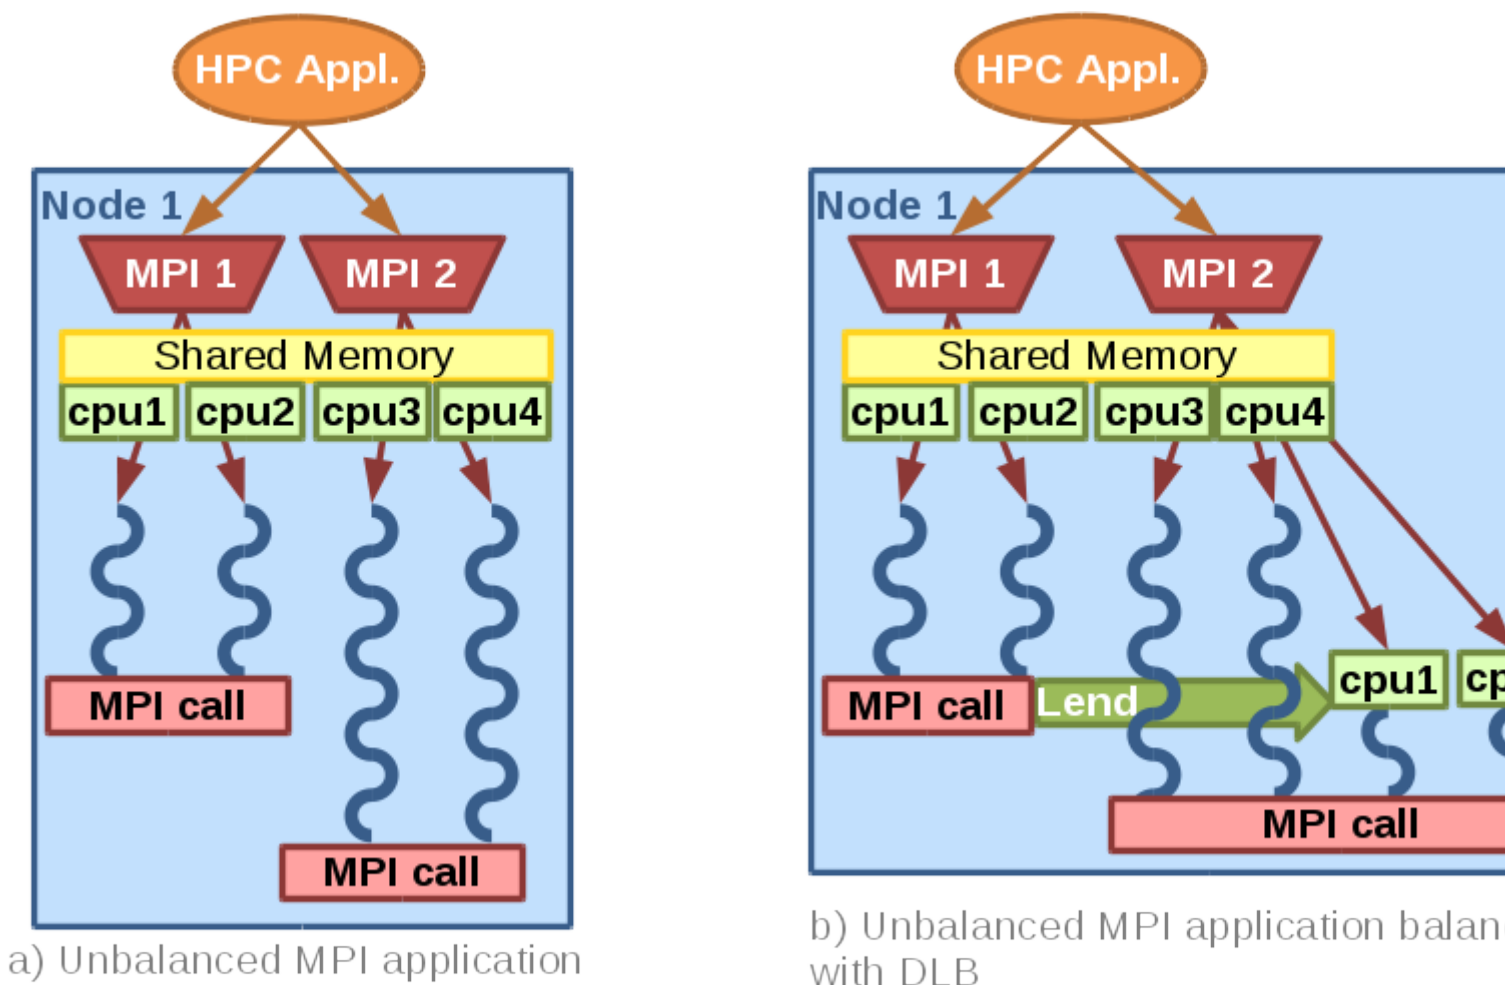 HPC Appl.
Node 1
MPI 1
MPI 2
Shared Memory
cpu1
cpu2
cpu3
cpu4
MPI call
MPI call
a) Unbalanced MPI application
HPC Appl.
Node 1
MPI 1
MPI 2
Shared Memory
cpu1
cpu2
cpu3
cpu4
MPI call
Lend
cpu1
MPI call
b) Unbalanced MPI application
with DLB